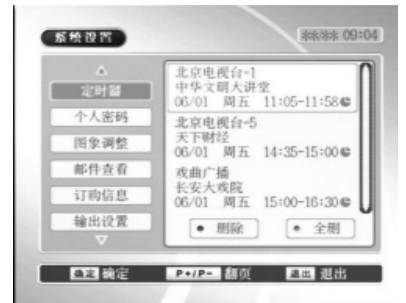 系统设置
**/** 09:04
定时器
个人密码
图象调整
邮件查看
订购信息
输出设置
北京电视台-1
中华文明大讲堂
06/01 周五 11:05-11:58
北京电视台-5
天下财经
06/01 周五 14:35-15:00
戏曲广播
长安大戏院
06/01 周五 15:00-16:30
删除 全删
确定 确定 P+/P- 翻页 退出 退出